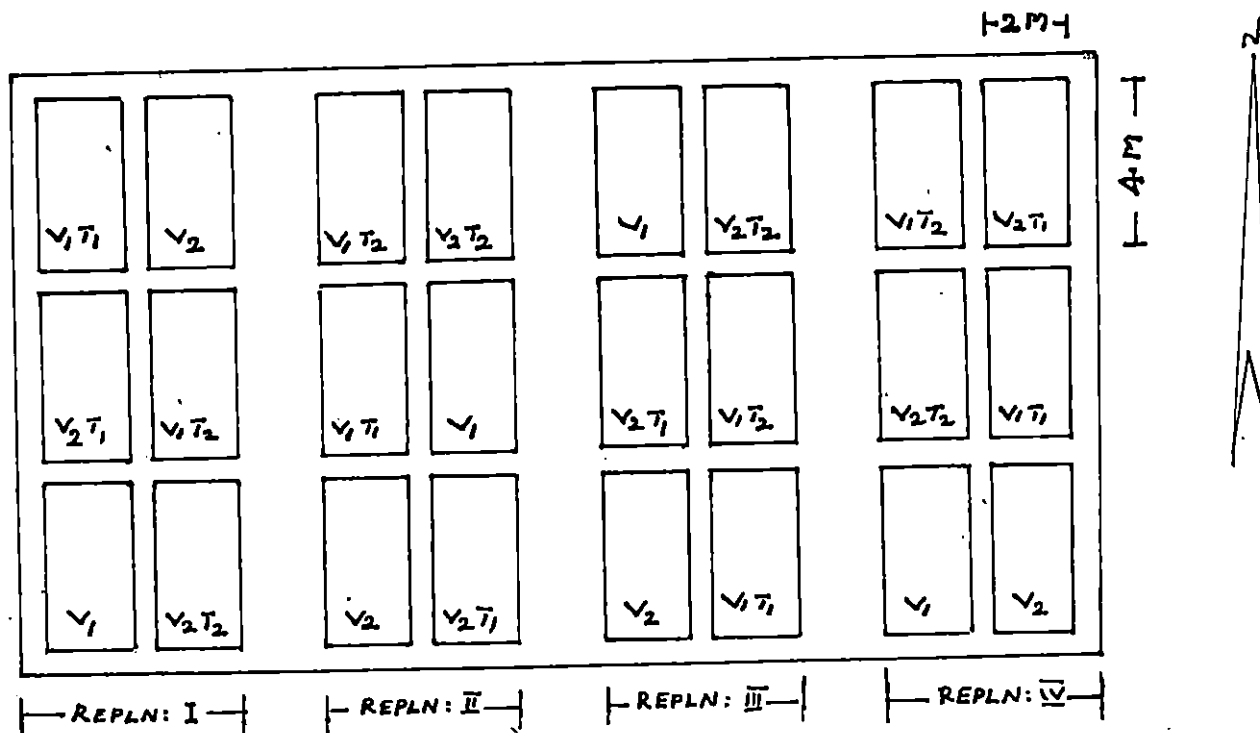 2M
N
4M
V₁T₁ V₂ V₁T₂ V₂T₂ V₁ V₂T₂ V₁T₂ V₂T₁
V₂T₁ V₁T₂ V₁T₁ V₁ V₂T₁ V₁T₂ V₂T₂ V₁T₁
V₁ V₂T₂ V₂ V₂T₁ V₂ V₁T₁ V₁ V₂
REPLN: I REPLN: II REPLN: III REPLN: IV